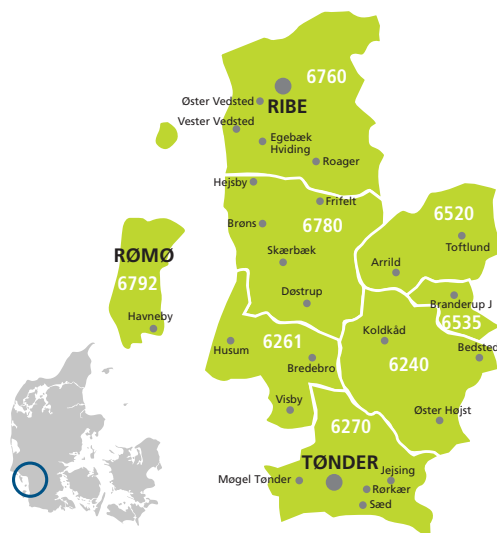 6760
Øster Vedsted
RIBE
Vester Vedsted
Egebæk
Hviding
Roager
Hejsby
Frifelt
6520
Brøns
6780
Toftlund
RØMØ
Skærbæk
Arrild
6792
Døstrup
Branderup J
Havneby
6535
Koldkåd
6261
Husum
Bedsted
Bredebro
6240
Visby
Øster Højst
6270
TØNDER
Jejsing
Møgel Tønder
Rørkær
Sæd